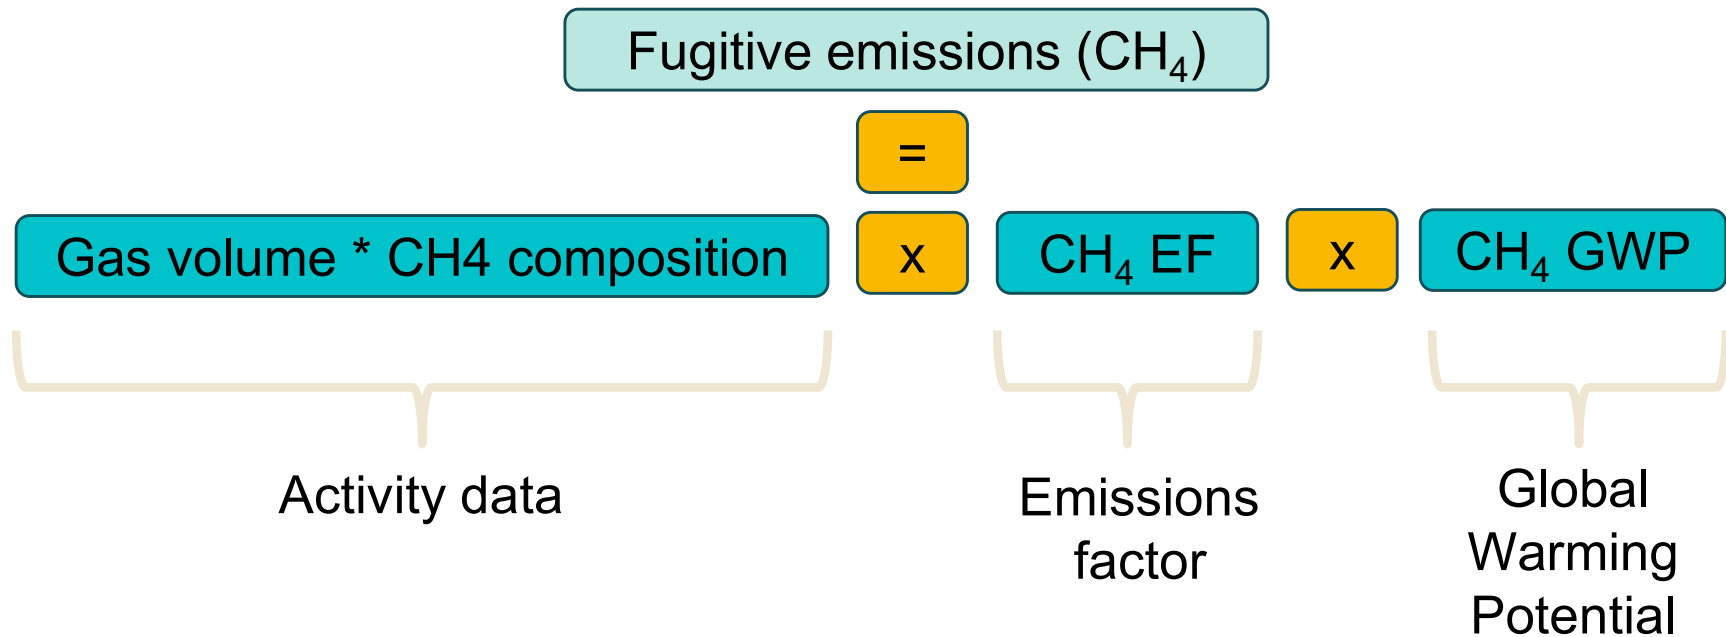 Fugitive emissions (CH₄)
=
Gas volume * CH4 composition x CH₄ EF x CH₄ GWP
Activity data
Emissions
factor
Global
Warming
Potential